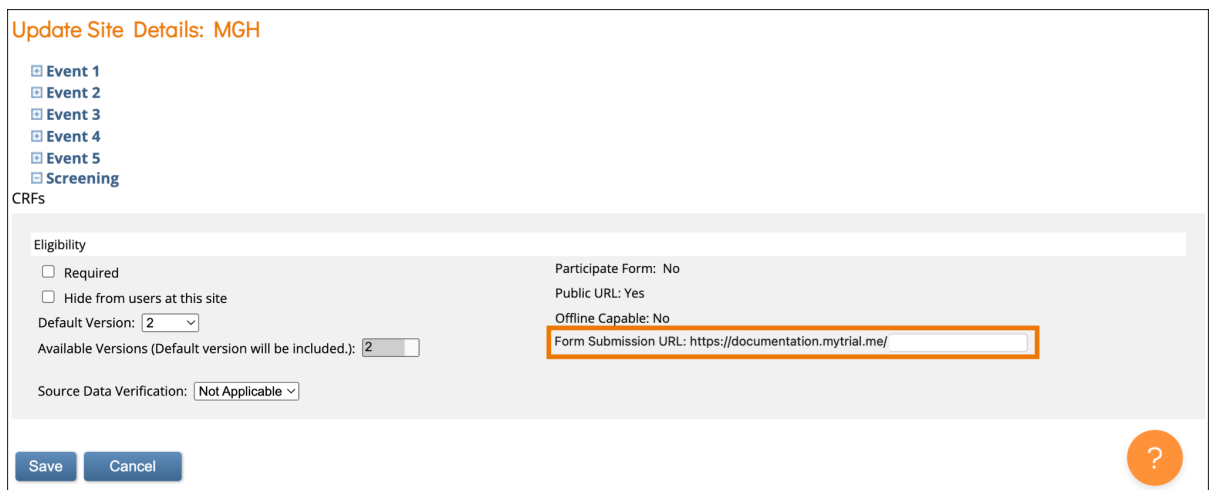 Update Site Details: MGH
Event 1
Event 2
Event 3
Event 4
Event 5
Screening
CRFs
Eligibility
Required
Hide from users at this site
Default Version: 2
Available Versions (Default version will be included.): 2
Source Data Verification: Not Applicable
Participate Form: No
Public URL: Yes
Offline Capable: No
Form Submission URL: https://documentation.mytrial.me/
Save Cancel
?